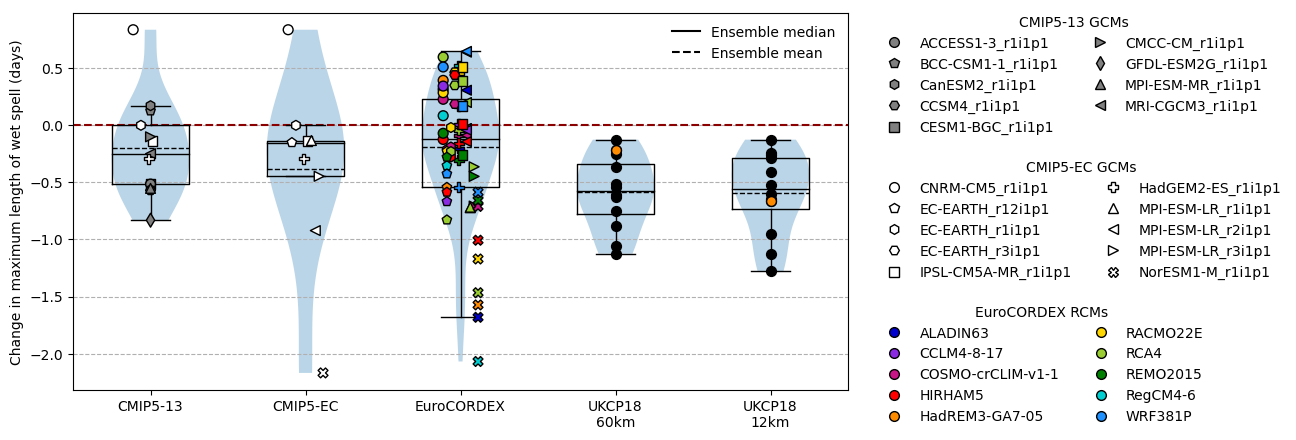 Change in maximum length of wet spell (days)
0.5
0.0
−0.5
−1.0
−1.5
−2.0
Ensemble median
Ensemble mean
CMIP5-13
CMIP5-EC
EuroCORDEX
UKCP18
60km
UKCP18
12km
CMIP5-13 GCMs
ACCESS1-3_r1i1p1
BCC-CSM1-1_r1i1p1
CanESM2_r1i1p1
CCSM4_r1i1p1
CESM1-BGC_r1i1p1
CMCC-CM_r1i1p1
GFDL-ESM2G_r1i1p1
MPI-ESM-MR_r1i1p1
MRI-CGCM3_r1i1p1
CMIP5-EC GCMs
CNRM-CM5_r1i1p1
EC-EARTH_r12i1p1
EC-EARTH_r1i1p1
EC-EARTH_r3i1p1
IPSL-CM5A-MR_r1i1p1
HadGEM2-ES_r1i1p1
MPI-ESM-LR_r1i1p1
MPI-ESM-LR_r2i1p1
MPI-ESM-LR_r3i1p1
NorESM1-M_r1i1p1
EuroCORDEX RCMs
ALADIN63
CCLM4-8-17
COSMO-crCLIM-v1-1
HIRHAM5
HadREM3-GA7-05
RACMO22E
RCA4
REMO2015
RegCM4-6
WRF381P